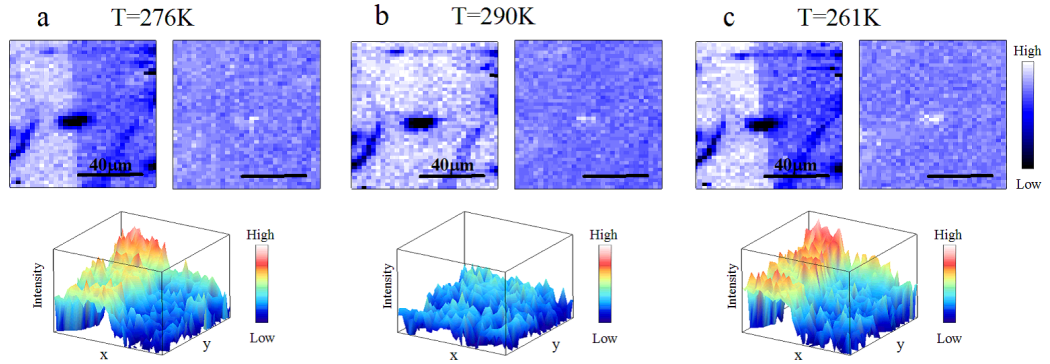 a T=276K
b T=290K
c T=261K
40μm
40μm
40μm
High
Low
Intensity
x
y
High
Low
Intensity
x
y
High
Low
Intensity
x
y
High
Low